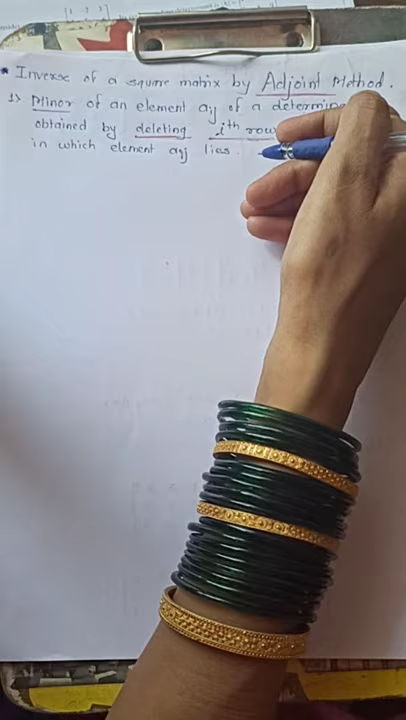 * Inverse of a square matrix by Adjoint Method.
1> Minor of an element aij of a
obtained by deleting ith row
in which element aij lies.